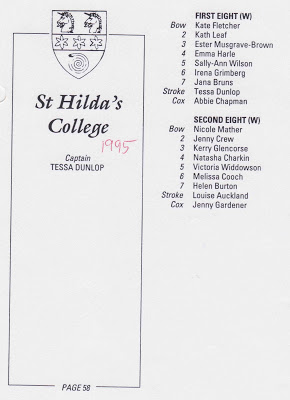 St Hilda's
College
1995
Captain
TESSA DUNLOP
PAGE 58
FIRST EIGHT (W)
Bow Kate Fletcher
2 Kath Leaf
3 Ester Musgrave-Brown
4 Emma Harle
5 Sally-Ann Wilson
6 Irena Grimberg
7 Jana Bruns
Stroke Tessa Dunlop
Cox Abbie Chapman
SECOND EIGHT (W)
Bow Nicole Mather
2 Jenny Crew
3 Kerry Glencorse
4 Natasha Charkin
5 Victoria Widdowson
6 Melissa Cooch
7 Helen Burton
Stroke Louise Auckland
Cox Jenny Gardener